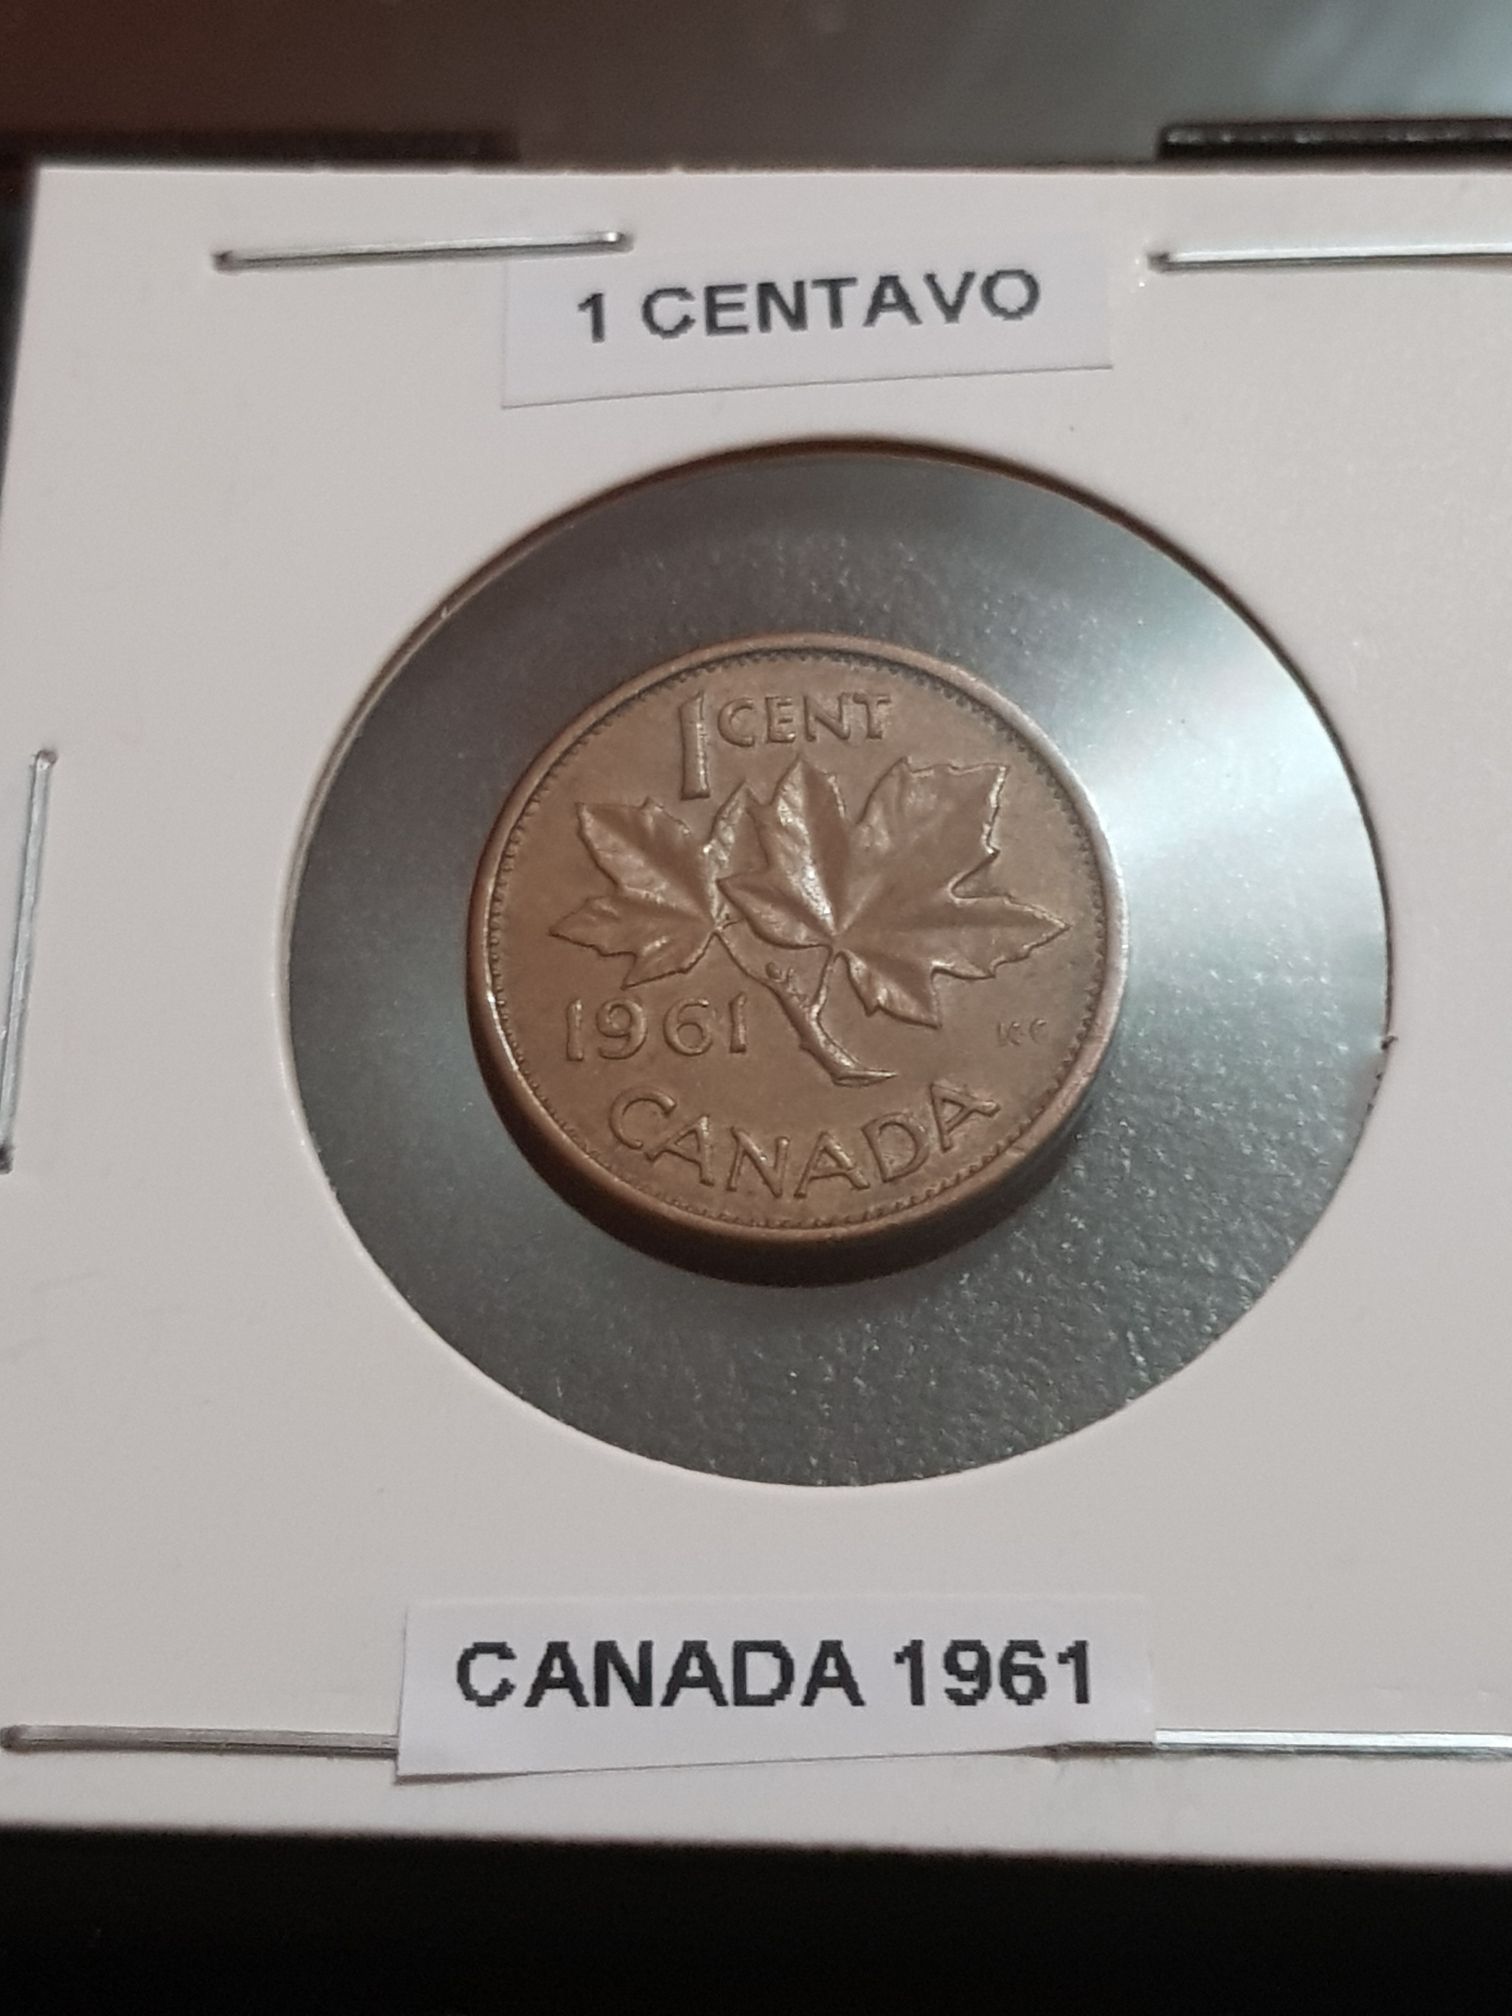 1 CENTAVO
1 CENT
1961
KG
CANADA
CANADA 1961